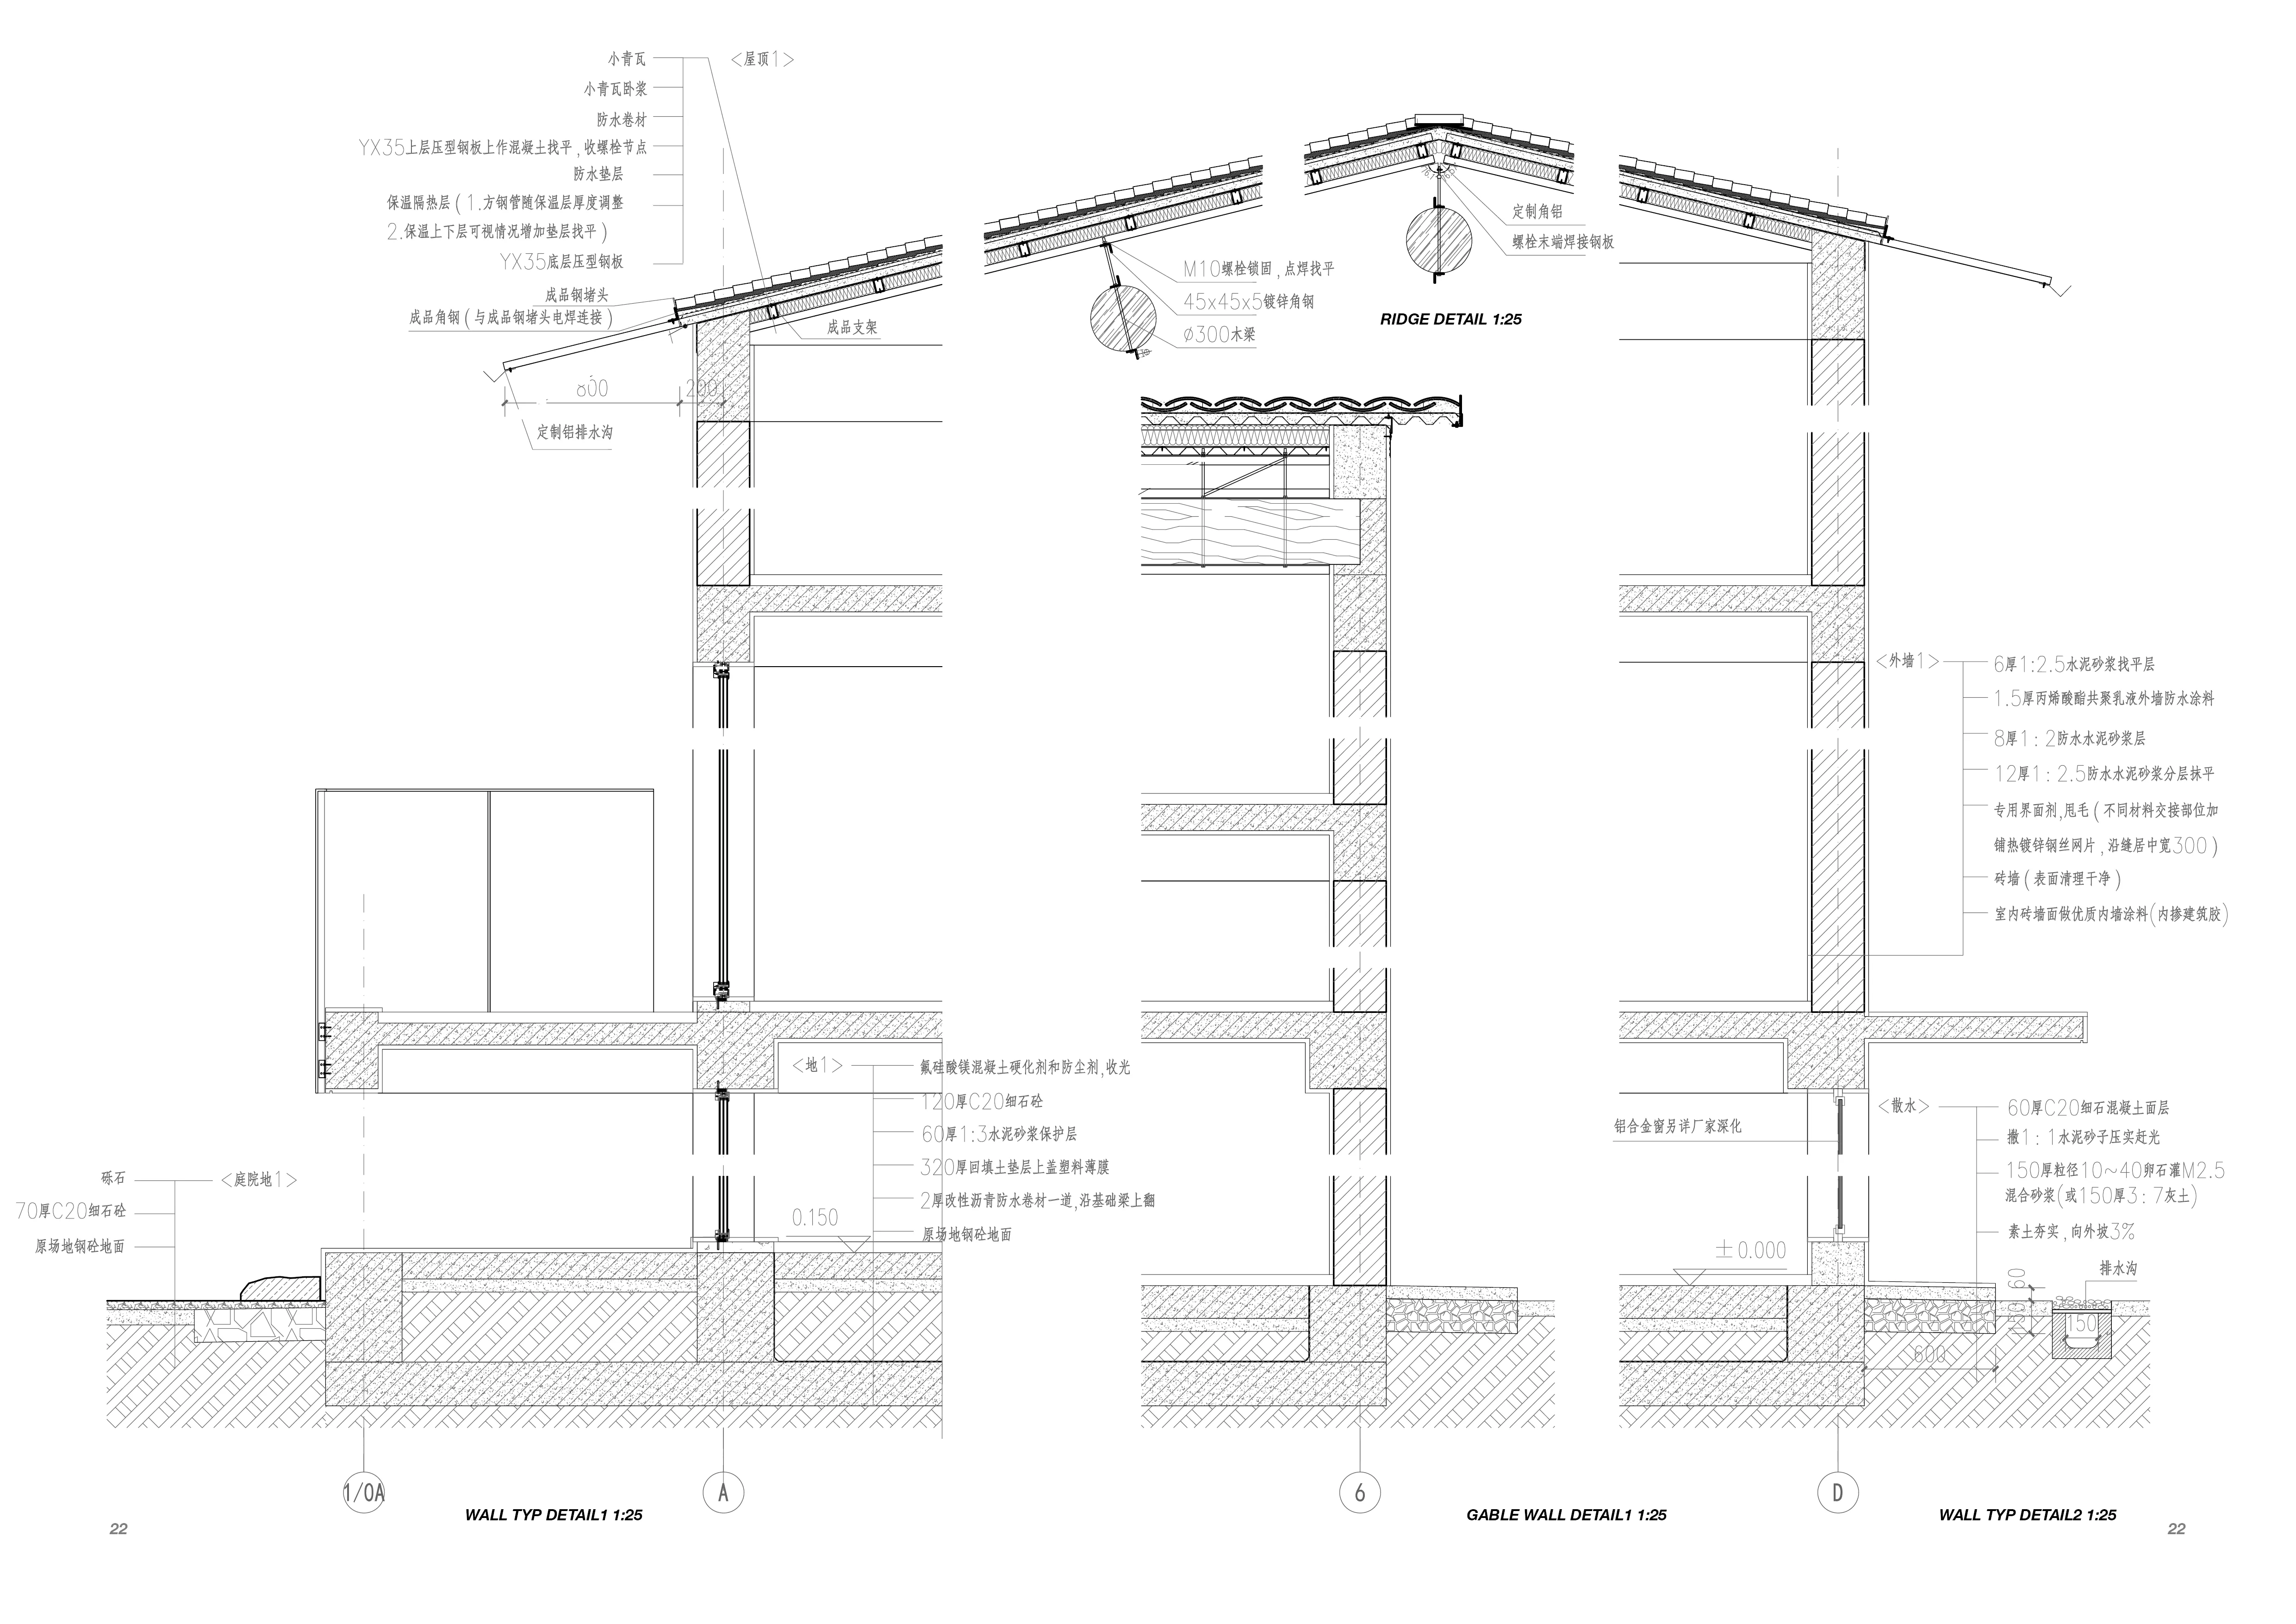 小青瓦
<屋顶1>
小青瓦卧浆
防水卷材
YX35上层压型钢板上作混凝土找平,收螺栓节点
防水垫层
保温隔热层(1.方钢管随保温层厚度调整
2.保温上下层可视情况增加垫层找平)
YX35底层压型钢板
成品钢堵头
成品角钢(与成品钢堵头电焊连接)
成品支架
800
200
定制铝排水沟
M10螺栓锁固,点焊找平
45x45x5镀锌角钢
Ø300木梁
定制角铝
螺栓末端焊接钢板
RIDGE DETAIL 1:25
<外墙1>
6厚1:2.5水泥砂浆找平层
1.5厚丙烯酸酯共聚乳液外墙防水涂料
8厚1:2防水水泥砂浆层
12厚1:2.5防水水泥砂浆分层抹平
专用界面剂,甩毛(不同材料交接部位加
铺热镀锌钢丝网片,沿缝居中宽300)
砖墙(表面清理干净)
室内砖墙面做优质内墙涂料(内掺建筑胶)
<地1>
氟硅酸镁混凝土硬化剂和防尘剂,收光
120厚C20细石砼
60厚1:3水泥砂浆保护层
320厚回填土垫层上盖塑料薄膜
2厚改性沥青防水卷材一道,沿基础梁上翻
原场地钢砼地面
0.150
砾石
<庭院地1>
70厚C20细石砼
原场地钢砼地面
铝合金窗另详厂家深化
<散水>
60厚C20细石混凝土面层
撒1:1水泥砂子压实赶光
150厚粒径10~40卵石灌M2.5
混合砂浆(或150厚3:7灰土)
素土夯实,向外坡3%
±0.000
排水沟
60
150
150
600
1/0A
A
6
D
WALL TYP DETAIL1 1:25
GABLE WALL DETAIL1 1:25
WALL TYP DETAIL2 1:25
22
22